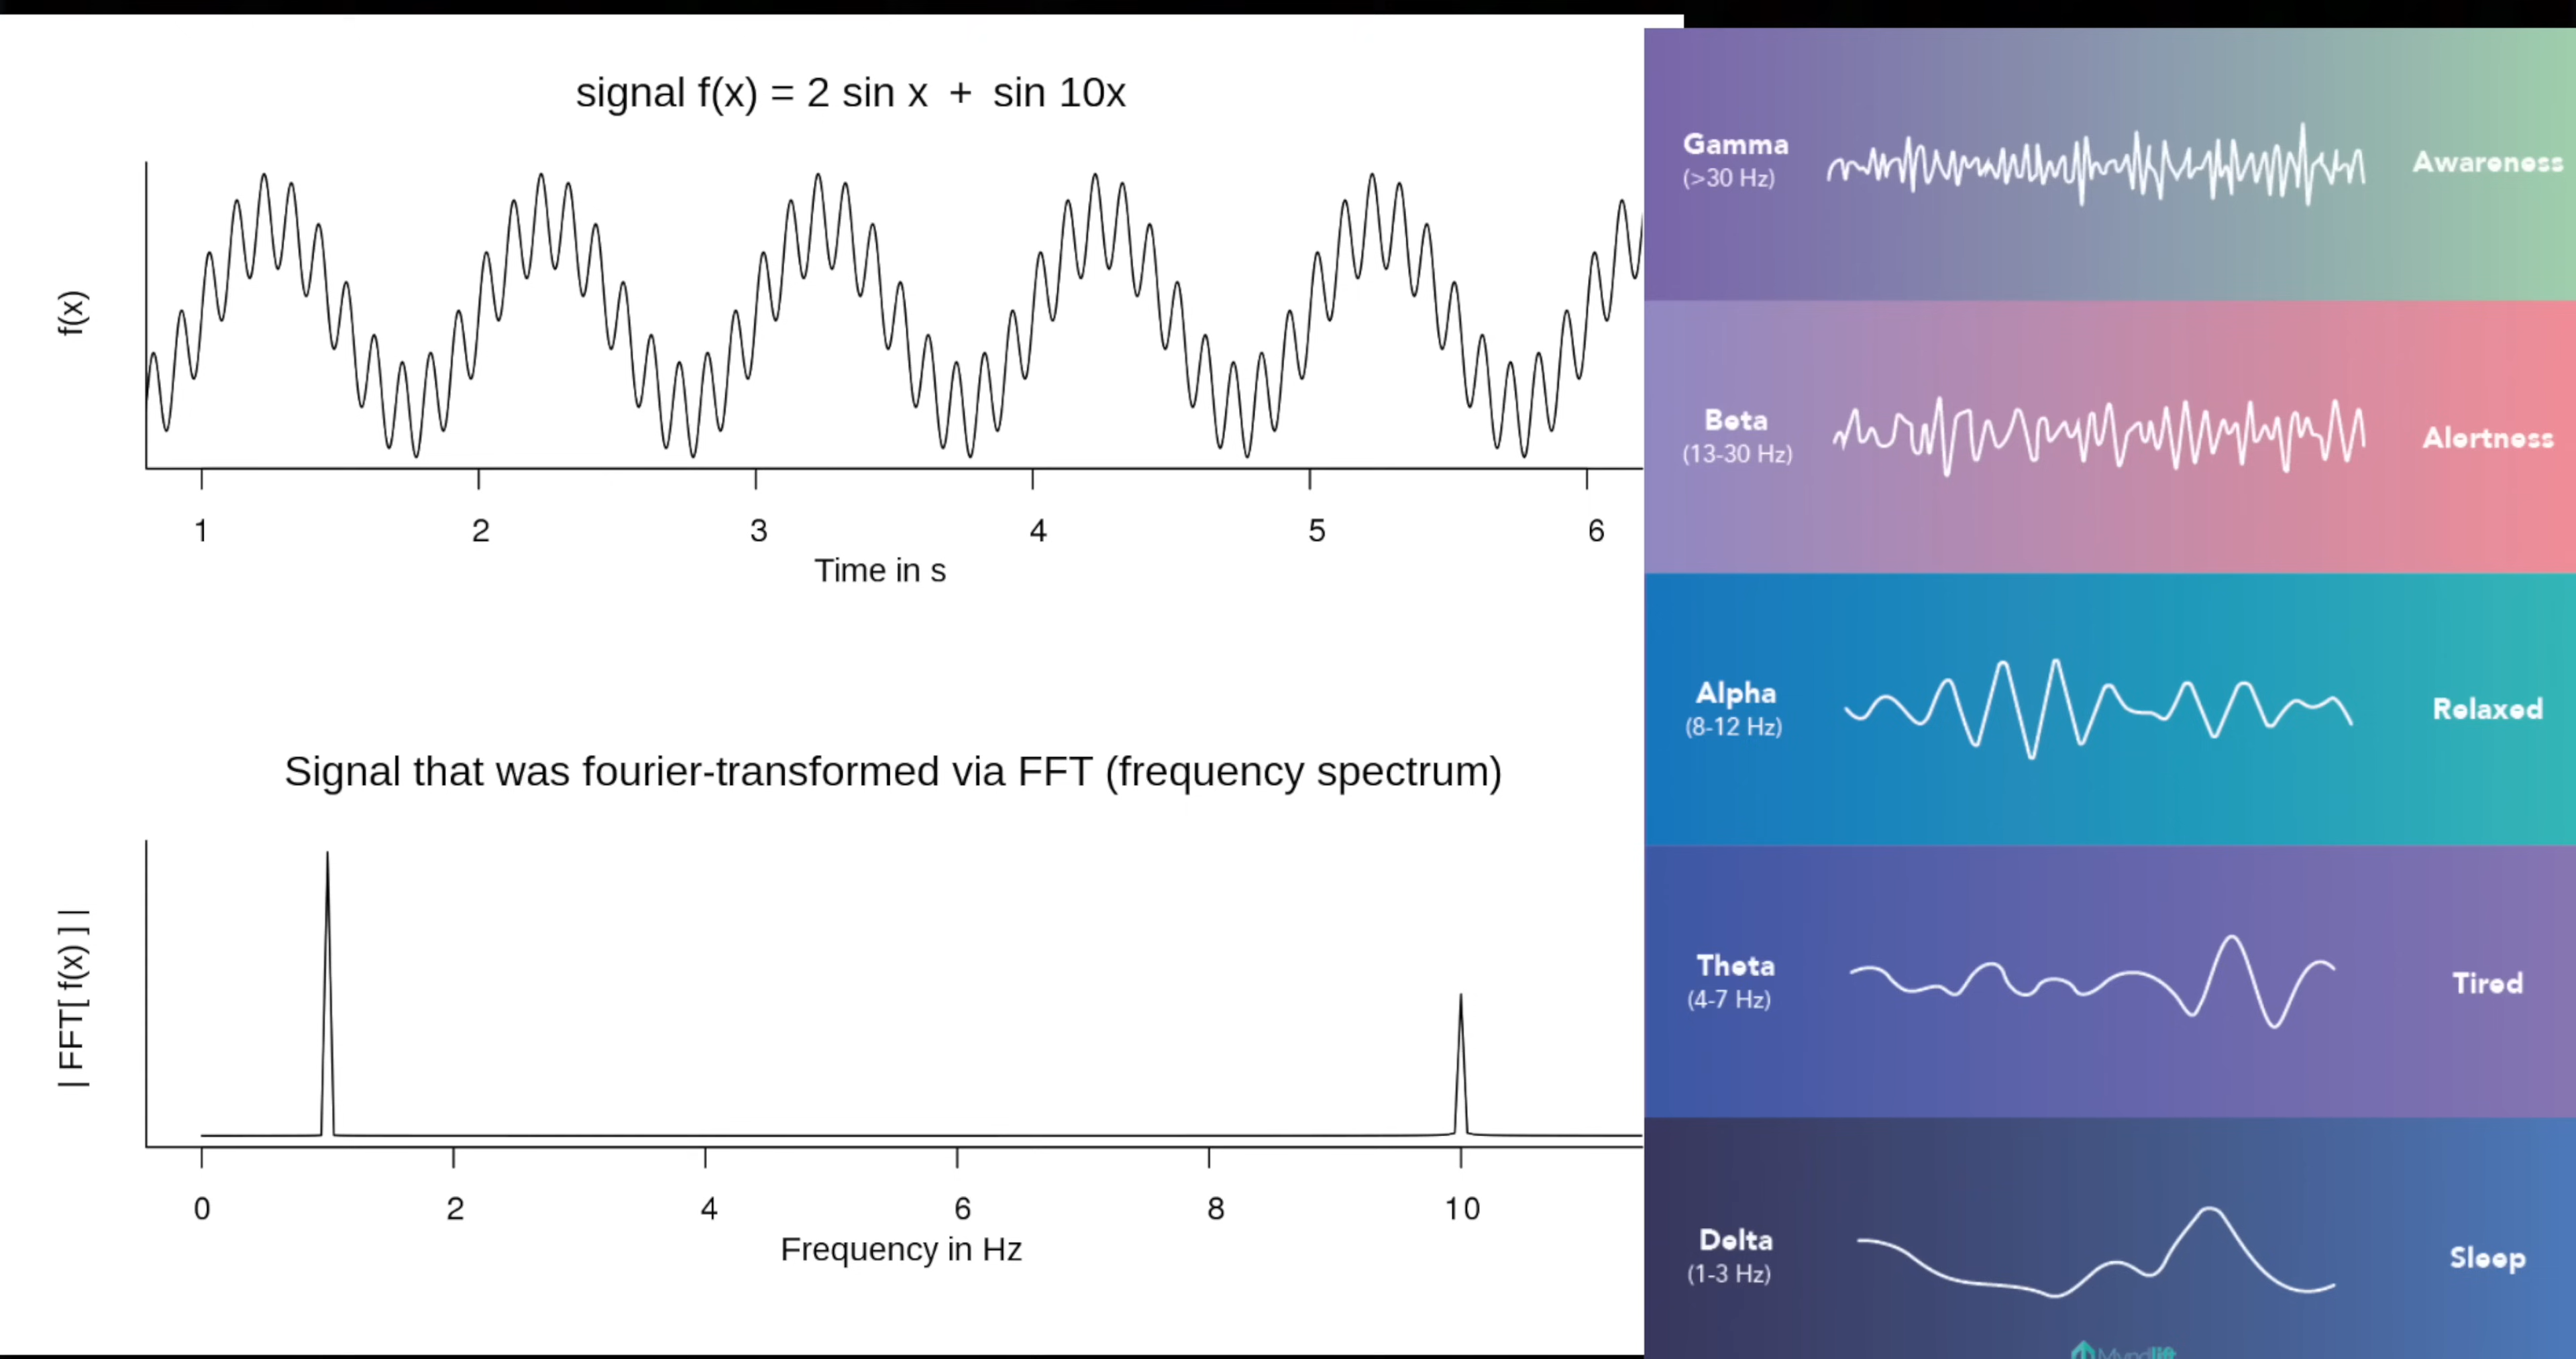 signal f(x) = 2 sin x + sin 10x
f(x)
1 2 3 4 5 6
Time in s
Signal that was fourier-transformed via FFT (frequency spectrum)
| FFT[ f(x) ] |
0 2 4 6 8 10
Frequency in Hz
Gamma
(>30 Hz)
Awareness
Beta
(13-30 Hz)
Alertness
Alpha
(8-12 Hz)
Relaxed
Theta
(4-7 Hz)
Tired
Delta
(1-3 Hz)
Sleep
Myndlift